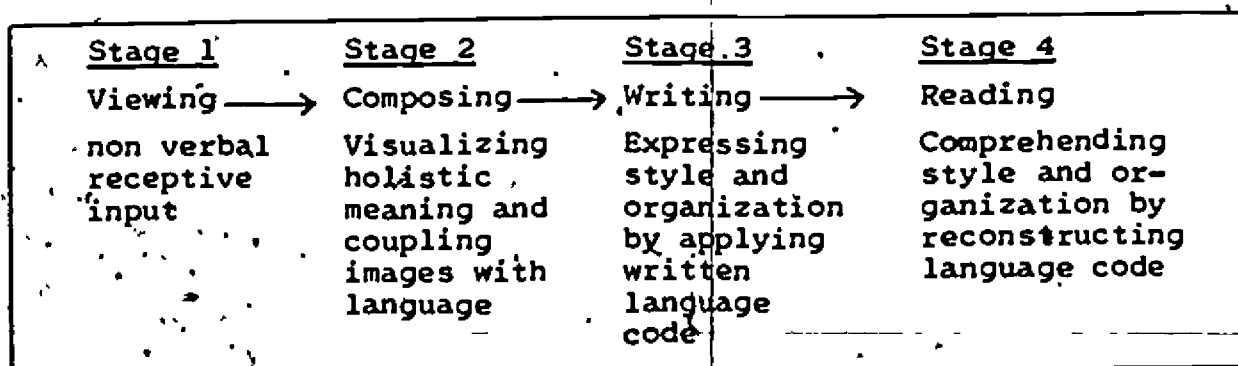 Stage 1 Stage 2 Stage 3 Stage 4
Viewing → Composing → Writing → Reading
non verbal Visualizing Expressing Comprehending
receptive holistic style and style and or-
input meaning and organization ganization by
coupling by applying reconstructing
images with written language code
language language
code